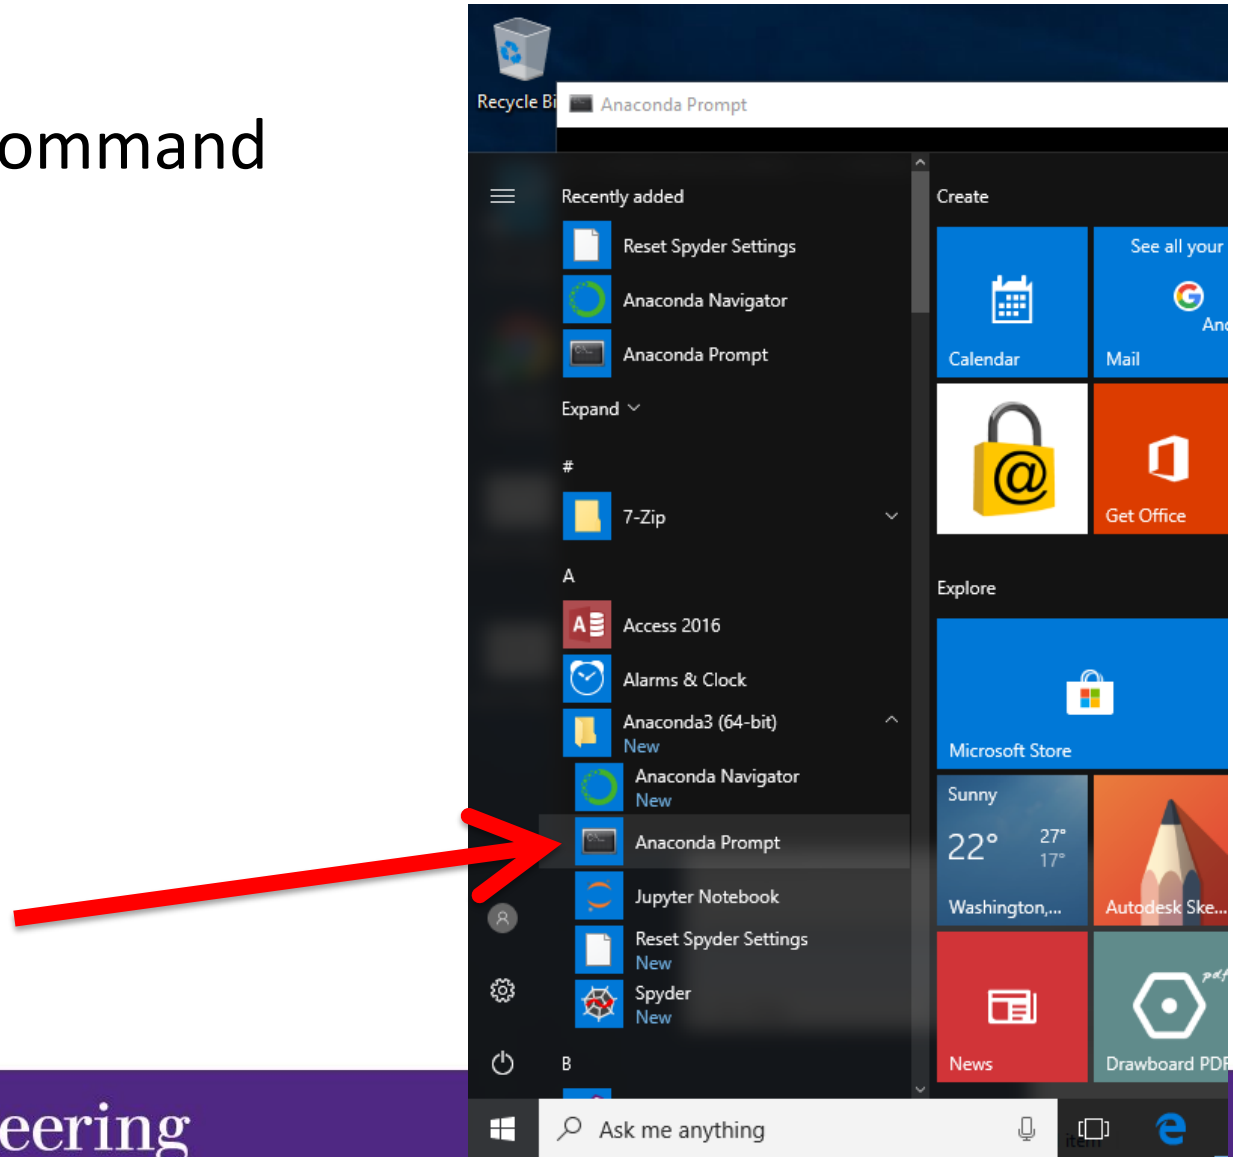 ommand
Recycle Bi
Anaconda Prompt
Recently added
Reset Spyder Settings
Anaconda Navigator
Anaconda Prompt
Expand
#
7-Zip
A
Access 2016
Alarms & Clock
Anaconda3 (64-bit)
New
Anaconda Navigator
New
Anaconda Prompt
Jupyter Notebook
Reset Spyder Settings
New
Spyder
New
B
Create
See all your
G
And
Calendar
Mail
@
Get Office
Explore
Microsoft Store
Sunny
22° 27°
17°
Washington,...
Autodesk Ske...
News
pdf
Drawboard PDF
eering
Ask me anything
item